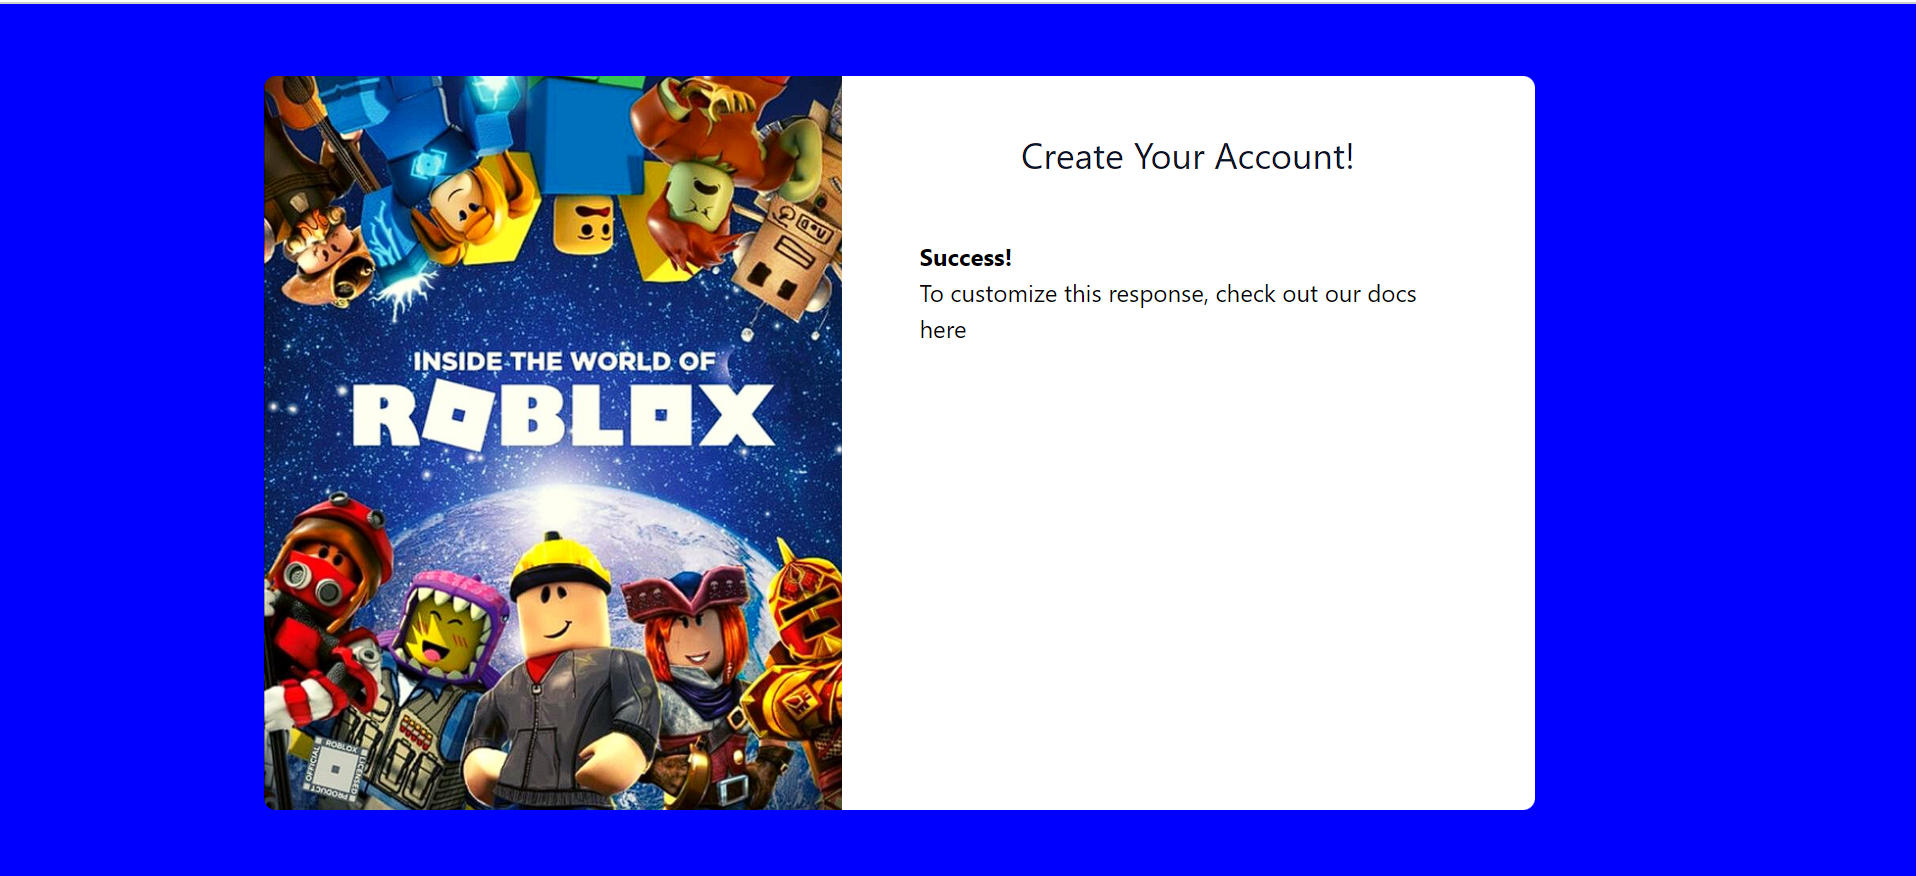 INSIDE THE WORLD OF
ROBLOX
OFFICIAL ROBLOX LICENSED PRODUCT
Create Your Account!
Success!
To customize this response, check out our docs
here